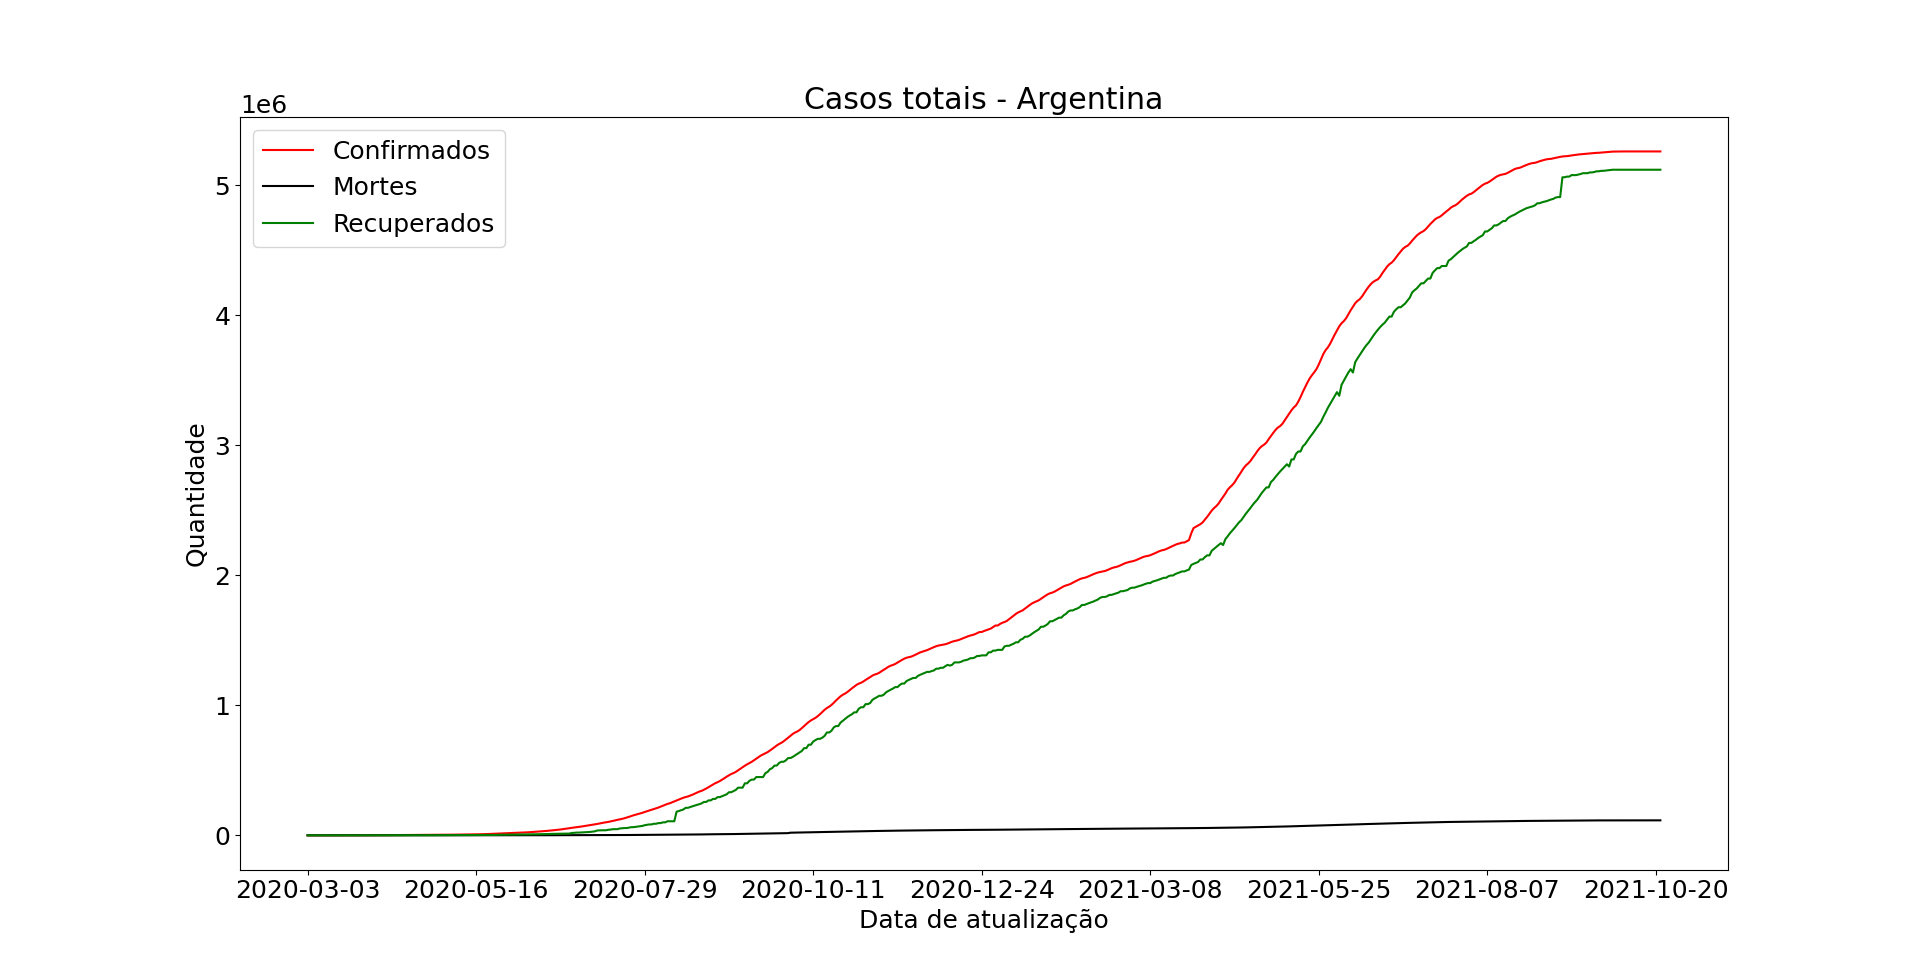 Casos totais - Argentina
1e6
Confirmados
Mortes
Recuperados
5
4
3
2
1
0
Quantidade
2020-03-03 2020-05-16 2020-07-29 2020-10-11 2020-12-24 2021-03-08 2021-05-25 2021-08-07 2021-10-20
Data de atualização